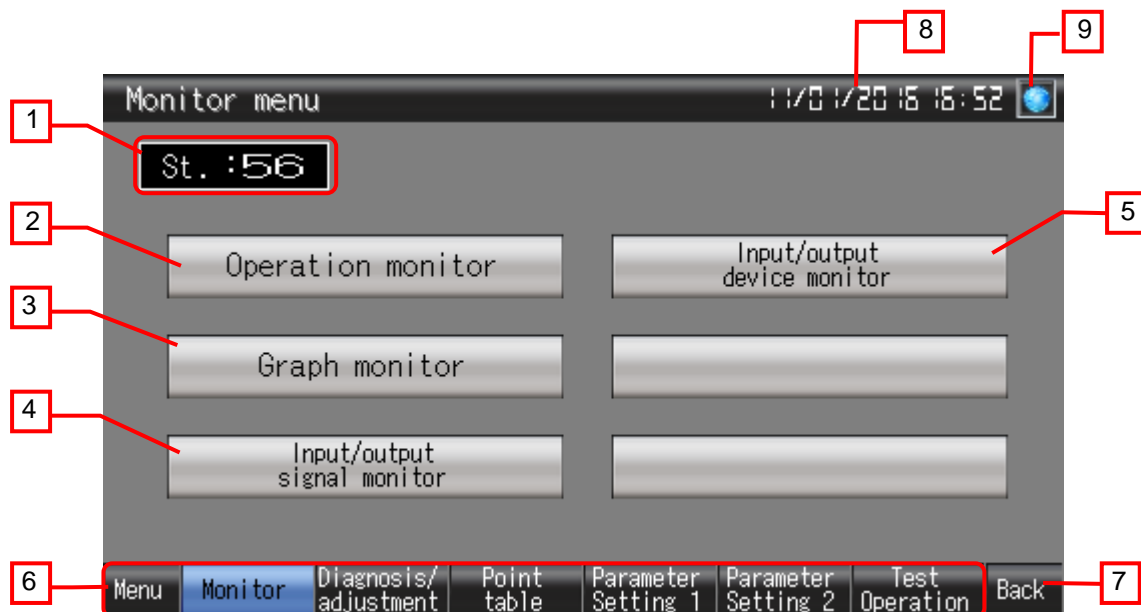 8
9
Monitor menu 11/01/2016 16:52
1
St. :56
2
5
Operation monitor
Input/output
device monitor
3
Graph monitor
4
Input/output
signal monitor
6
Menu
Monitor
Diagnosis/
adjustment
Point
table
Parameter
Setting 1
Parameter
Setting 2
Test
Operation
Back
7